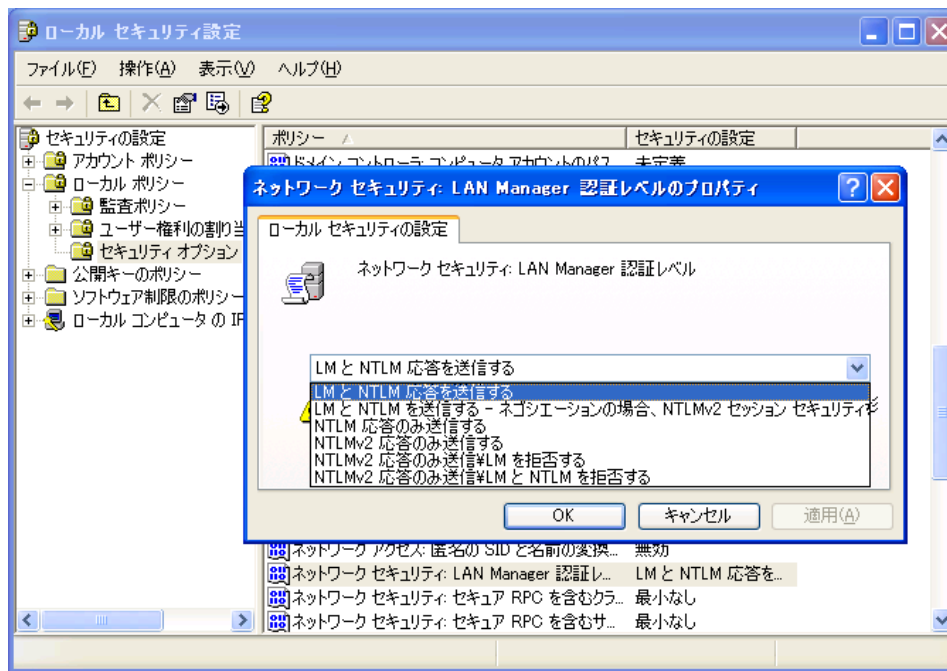 ローカル セキュリティ設定
ファイル(F) 操作(A) 表示(V) ヘルプ(H)
セキュリティの設定
アカウント ポリシー
ローカル ポリシー
監査ポリシー
ユーザー権利の割り当
セキュリティ オプション
公開キーのポリシー
ソフトウェア制限のポリシー
ローカル コンピュータ の IP
ポリシー セキュリティの設定
ドメイン コントローラ: コンピュータ アカウントのパス 未定義
ネットワーク セキュリティ: LAN Manager 認証レベルのプロパティ
ローカル セキュリティの設定
ネットワーク セキュリティ: LAN Manager 認証レベル
LM と NTLM 応答を送信する
LM と NTLM 応答を送信する
LM と NTLM を送信する - ネゴシエーションの場合、NTLMv2 セッション セキュリティを
NTLM 応答のみ送信する
NTLMv2 応答のみ送信する
NTLMv2 応答のみ送信¥LM を拒否する
NTLMv2 応答のみ送信¥LM と NTLM を拒否する
OK キャンセル 適用(A)
ネットワーク アクセス: 匿名の SID と名前の変換... 無効
ネットワーク セキュリティ: LAN Manager 認証レ... LM と NTLM 応答を...
ネットワーク セキュリティ: セキュア RPC を含むクラ... 最小なし
ネットワーク セキュリティ: セキュア RPC を含むサ... 最小なし